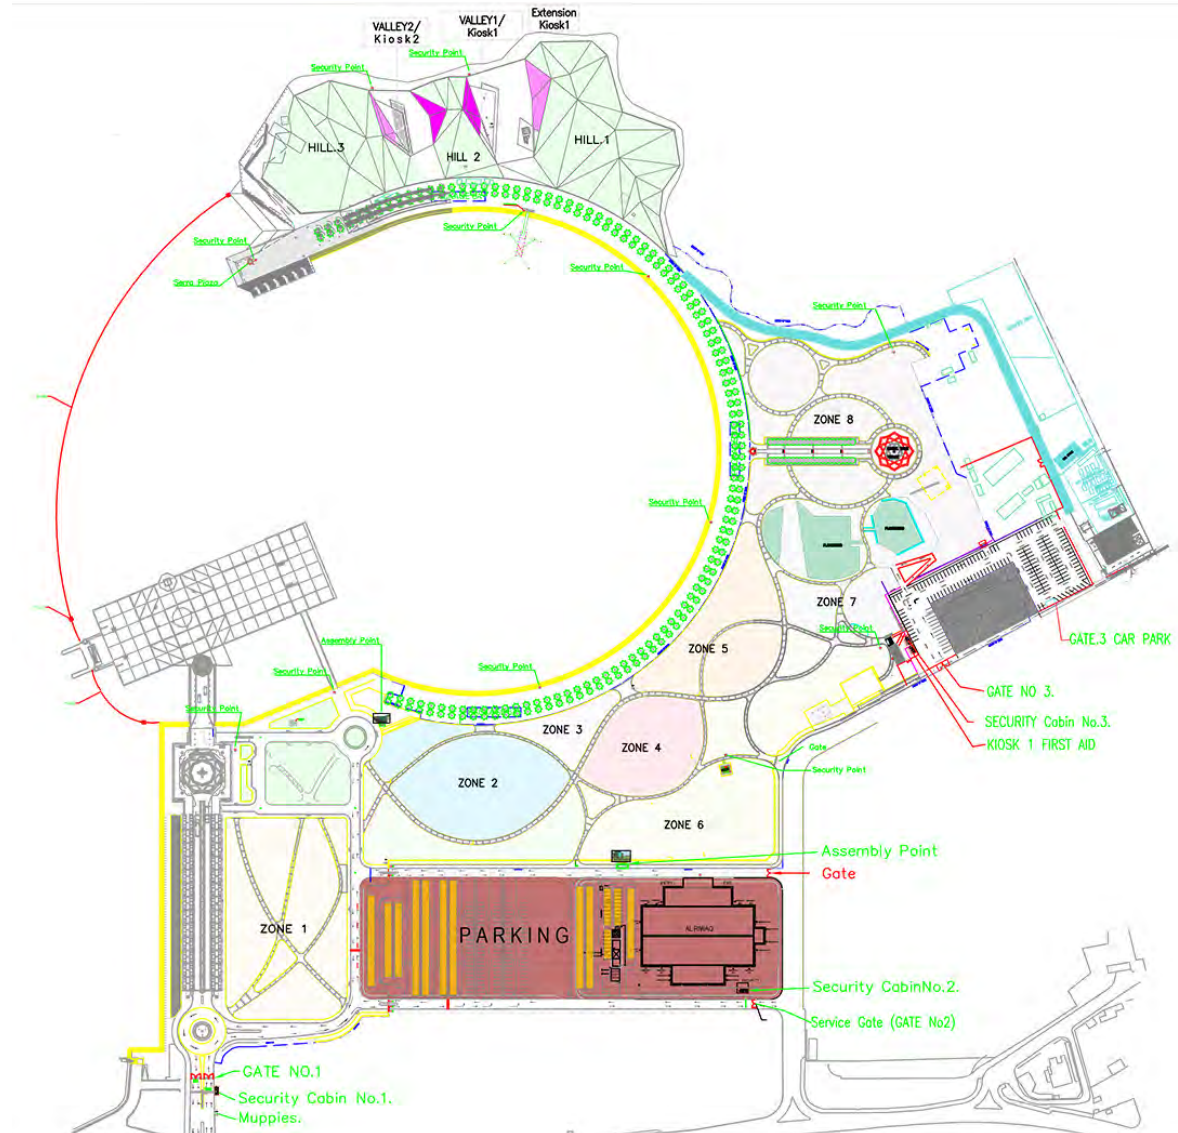 Extension
Kiosk1
VALLEY1/
Kiosk1
VALLEY2/
Kiosk2
Security Point
Security Point
HILL.3
HILL 2
HILL.1
Security Point
Security Point
Security Point
Serra Plaza
Security Point
ZONE 8
Security Point
ZONE 7
Security Point
GATE.3 CAR PARK
ZONE 5
Assembly Point
Security Point
Security Point
GATE NO 3.
Security Point
SECURITY Cabin No.3.
ZONE 3
ZONE 4
Gate
KIOSK 1 FIRST AID
Security Point
ZONE 2
ZONE 6
Assembly Point
Gate
ZONE 1
PARKING
ALRIWAQ
Security CabinNo.2.
Service Gate (GATE No2)
GATE NO.1
Security Cabin No.1.
Muppies.